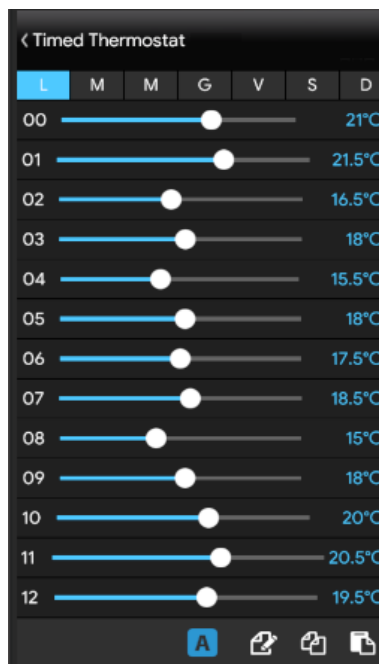 Timed Thermostat
L M M G V S D
00 21°C
01 21.5°C
02 16.5°C
03 18°C
04 15.5°C
05 18°C
06 17.5°C
07 18.5°C
08 15°C
09 18°C
10 20°C
11 20.5°C
12 19.5°C
A